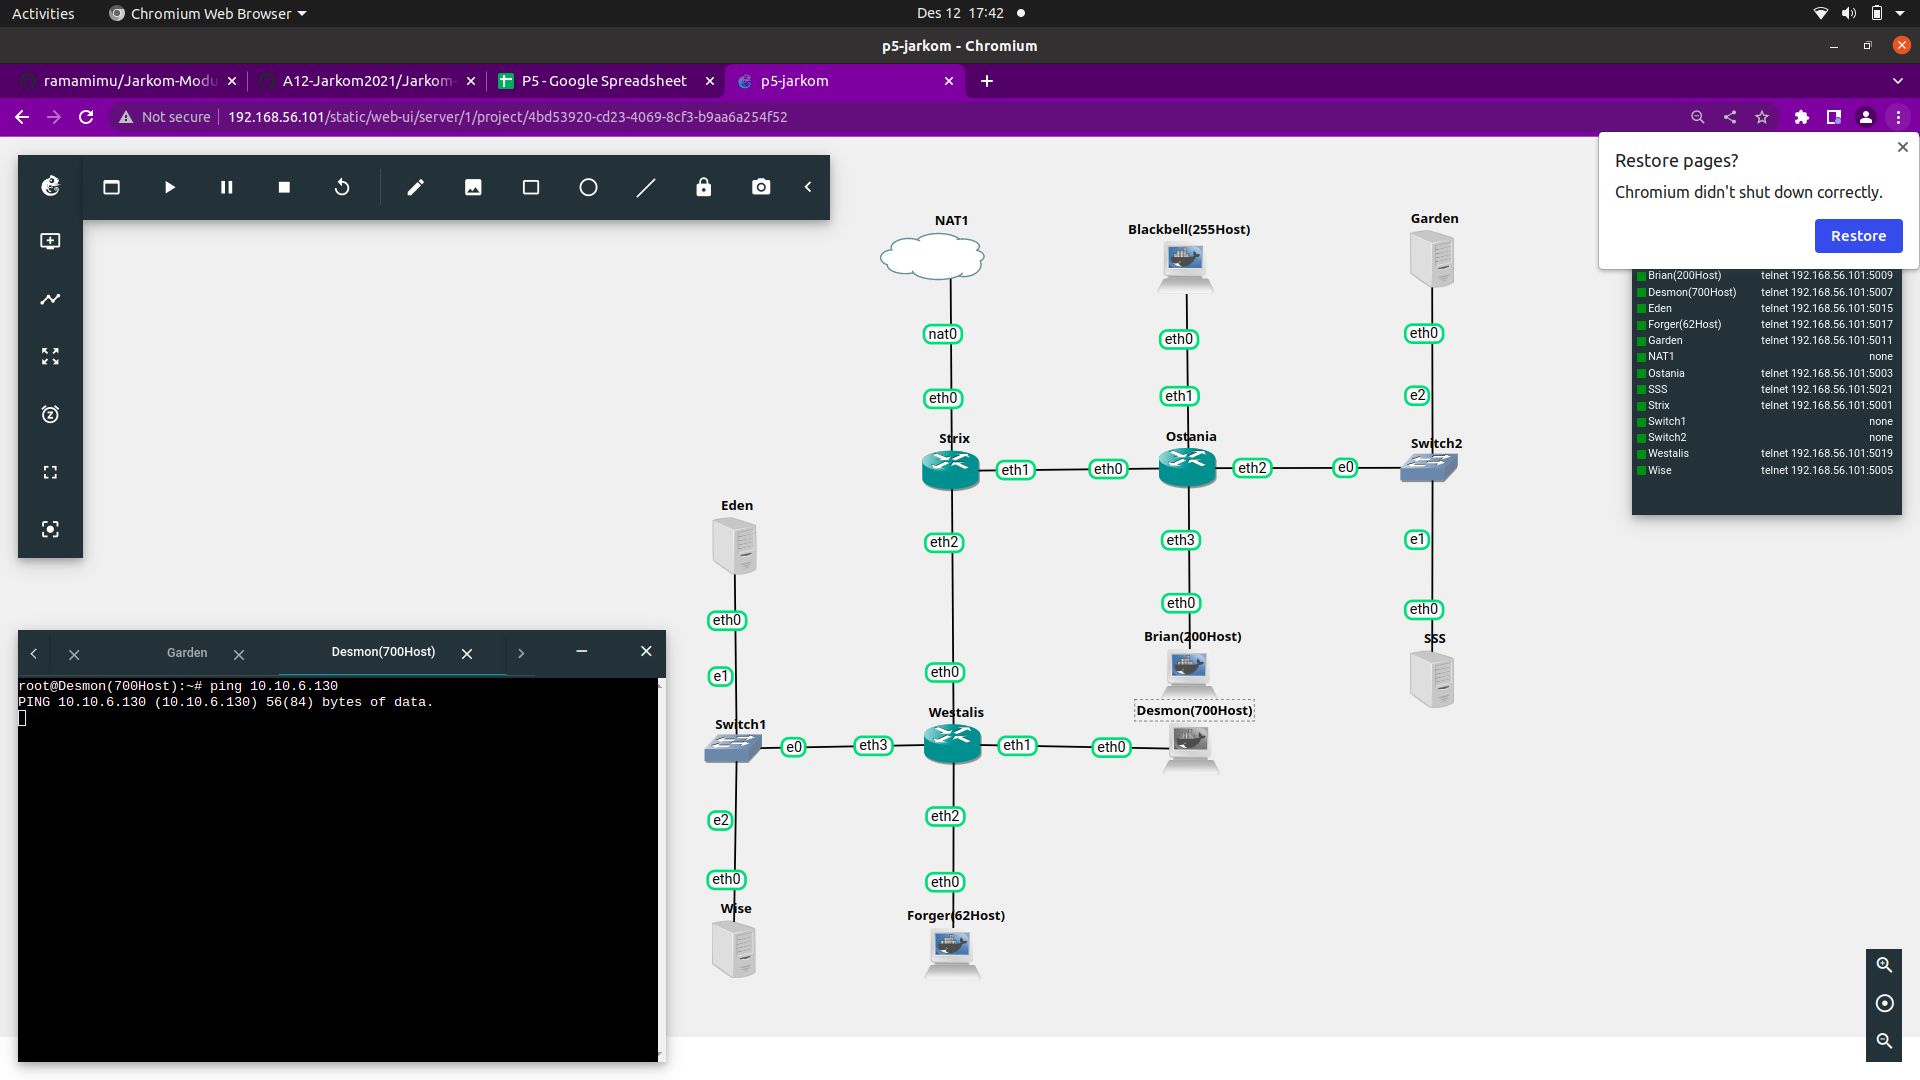 Activities
Chromium Web Browser
Des 12 17:42
p5-jarkom - Chromium
ramamimu/Jarkom-Modu
A12-Jarkom2021/Jarkom-
P5 - Google Spreadsheet
p5-jarkom
Not secure
192.168.56.101/static/web-ui/server/1/project/4bd53920-cd23-4069-8cf3-b9aa6a254f52
Restore pages?
Chromium didn't shut down correctly.
Restore
Brian(200Host) telnet 192.168.56.101:5009
Desmon(700Host) telnet 192.168.56.101:5007
Eden telnet 192.168.56.101:5015
Forger(62Host) telnet 192.168.56.101:5017
Garden telnet 192.168.56.101:5011
NAT1 none
Ostania telnet 192.168.56.101:5003
SSS telnet 192.168.56.101:5021
Strix telnet 192.168.56.101:5001
Switch1 none
Switch2 none
Westalis telnet 192.168.56.101:5019
Wise telnet 192.168.56.101:5005
NAT1
Blackbell(255Host)
Garden
nat0
eth0
eth0
eth0
eth1
e2
Strix
Ostania
Switch2
eth1
eth0
eth2
e0
Eden
eth2
eth3
e1
eth0
eth0
eth0
Brian(200Host)
SSS
e1
eth0
Desmon(700Host)
Switch1
Westalis
e0
eth3
eth1
eth0
e2
eth2
eth0
eth0
Wise
Forger(62Host)
Garden
Desmon(700Host)
root@Desmon(700Host):~# ping 10.10.6.130
PING 10.10.6.130 (10.10.6.130) 56(84) bytes of data.